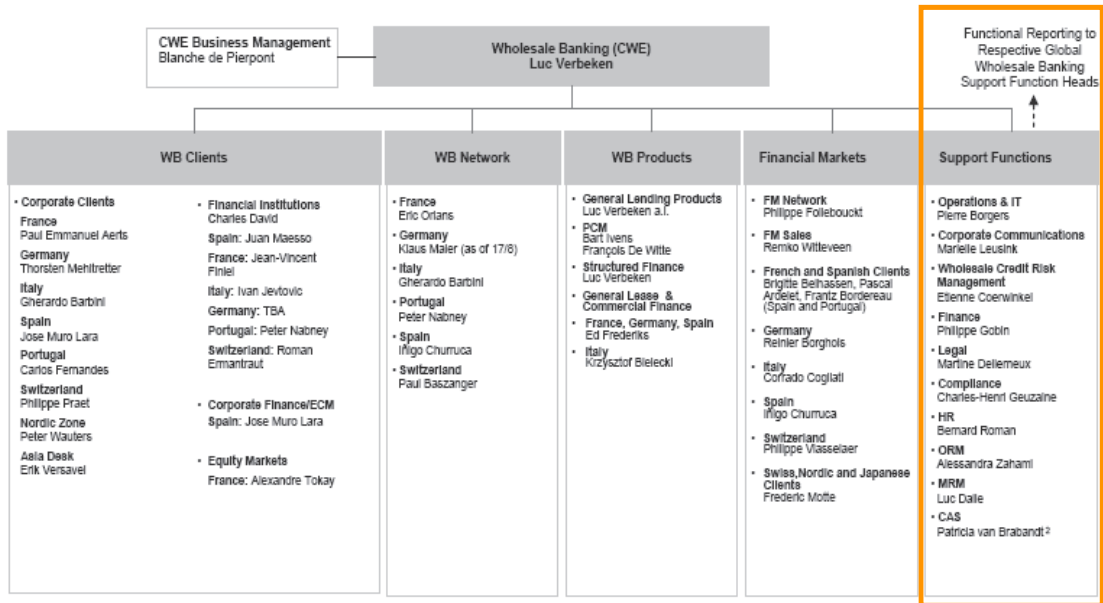 CWE Business Management
Blanche de Pierpont
Wholesale Banking (CWE)
Luc Verbeken
Functional Reporting to
Respective Global
Wholesale Banking
Support Function Heads
WB Clients
• Corporate Clients
France
Paul Emmanuel Aerts
Germany
Thorsten Mehltretter
Italy
Gherardo Barbini
Spain
Jose Muro Lara
Portugal
Carlos Fernandes
Switzerland
Philippe Praet
Nordic Zone
Peter Wauters
Asia Desk
Erik Versavel
• Financial Institutions
Charles David
Spain: Juan Maesso
France: Jean-Vincent
Finiel
Italy: Ivan Jevtovic
Germany: TBA
Portugal: Peter Nabney
Switzerland: Roman
Ermantraut
• Corporate Finance/ECM
Spain: Jose Muro Lara
• Equity Markets
France: Alexandre Tokay
WB Network
• France
Eric Orlans
• Germany
Klaus Maier (as of 17/8)
• Italy
Gherardo Barbini
• Portugal
Peter Nabney
• Spain
Iñigo Churruca
• Switzerland
Paul Baszanger
WB Products
• General Lending Products
Luc Verbeken a.i.
• PCM
Bart Ivens
François De Witte
• Structured Finance
Luc Verbeken
• General Lease &
Commercial Finance
• France, Germany, Spain
Ed Frederiks
• Italy
Krzysztof Bielecki
Financial Markets
• FM Network
Philippe Follebouckt
• FM Sales
Remko Witteveen
• French and Spanish Clients
Brigitte Belhassen, Pascal
Ardelet, Frantz Bordereau
(Spain and Portugal)
• Germany
Reinier Borghols
• Italy
Corrado Cogliati
• Spain
Iñigo Churruca
• Switzerland
Philippe Vlasselaer
• Swiss,Nordic and Japanese
Clients
Frederic Motte
Support Functions
• Operations & IT
Pierre Borgers
• Corporate Communications
Marielle Leusink
• Wholesale Credit Risk
Management
Etienne Coerwinkel
• Finance
Philippe Gobin
• Legal
Martine Dellerneux
• Compliance
Charles-Henri Geuzaine
• HR
Bernard Roman
• ORM
Alessandra Zahami
• MRM
Luc Dalle
• CAS
Patricia van Brabandt²